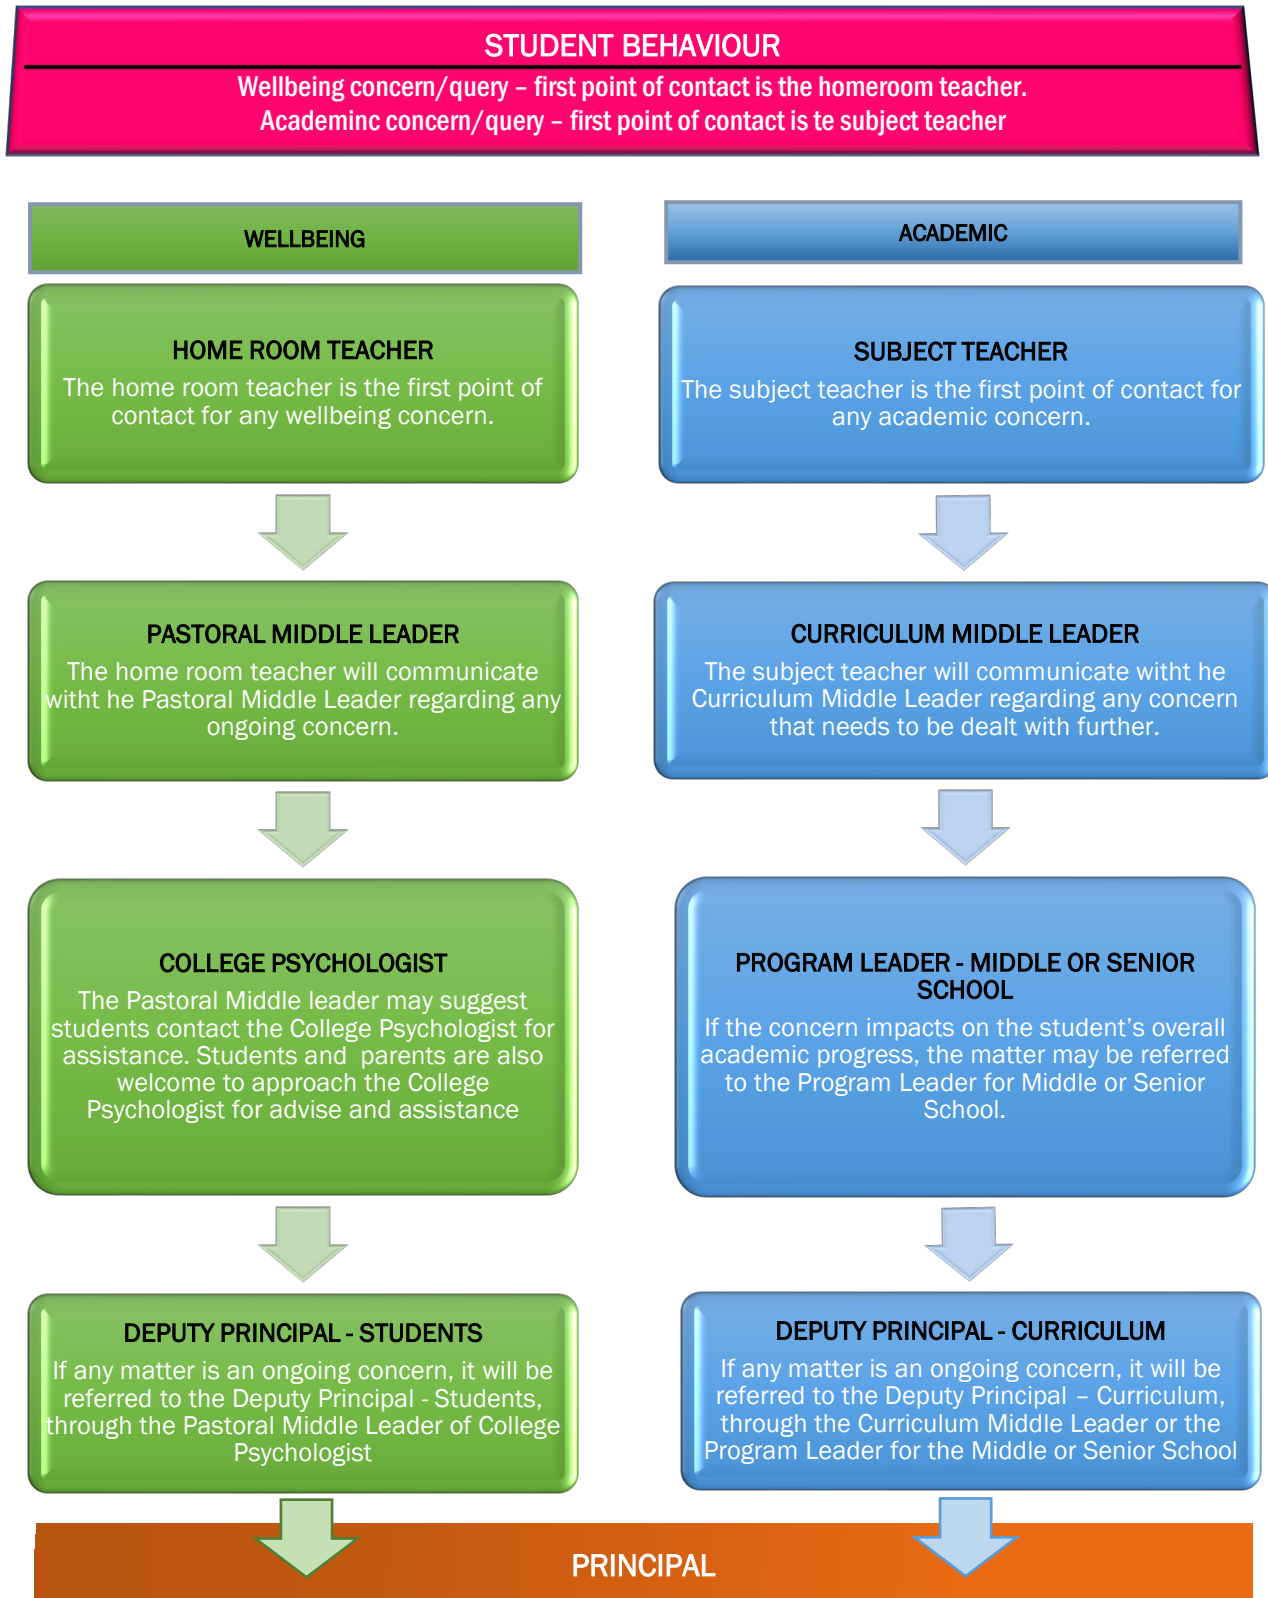 STUDENT BEHAVIOUR
Wellbeing concern/query – first point of contact is the homeroom teacher.
Academinc concern/query – first point of contact is te subject teacher
WELLBEING
HOME ROOM TEACHER
The home room teacher is the first point of
contact for any wellbeing concern.
PASTORAL MIDDLE LEADER
The home room teacher will communicate
witht he Pastoral Middle Leader regarding any
ongoing concern.
COLLEGE PSYCHOLOGIST
The Pastoral Middle leader may suggest
students contact the College Psychologist for
assistance. Students and  parents are also
welcome to approach the College
Psychologist for advise and assistance
DEPUTY PRINCIPAL - STUDENTS
If any matter is an ongoing concern, it will be
referred to the Deputy Principal - Students,
through the Pastoral Middle Leader of College
Psychologist
ACADEMIC
SUBJECT TEACHER
The subject teacher is the first point of contact for
any academic concern.
CURRICULUM MIDDLE LEADER
The subject teacher will communicate witht he
Curriculum Middle Leader regarding any concern
that needs to be dealt with further.
PROGRAM LEADER - MIDDLE OR SENIOR
SCHOOL
If the concern impacts on the student’s overall
academic progress, the matter may be referred
to the Program Leader for Middle or Senior
School.
DEPUTY PRINCIPAL - CURRICULUM
If any matter is an ongoing concern, it will be
referred to the Deputy Principal – Curriculum,
through the Curriculum Middle Leader or the
Program Leader for the Middle or Senior School
PRINCIPAL